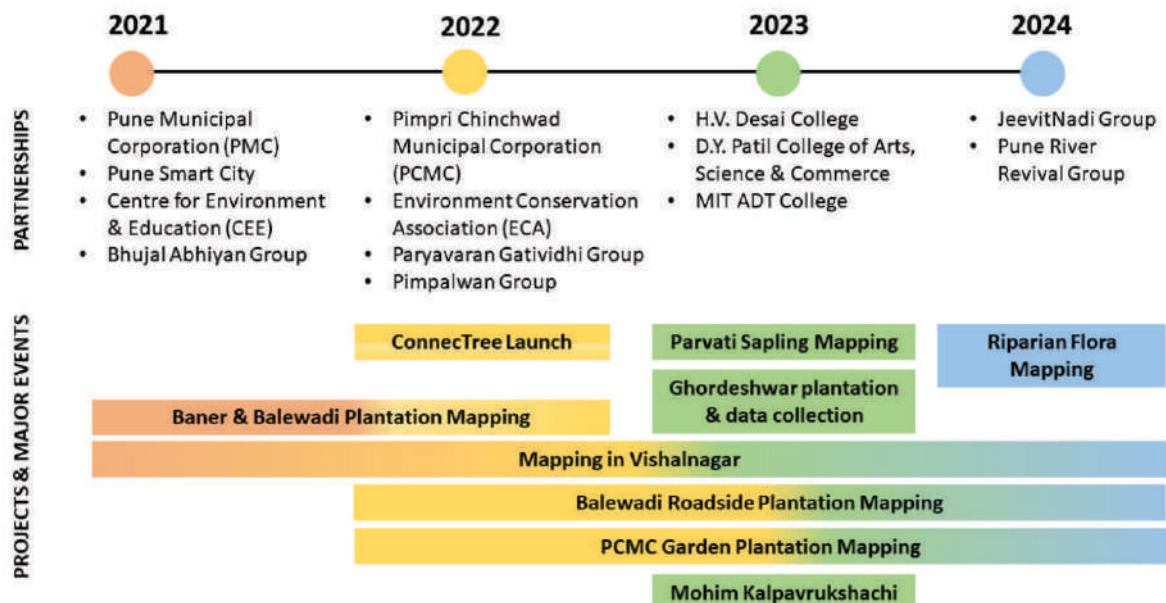 2021
2022
2023
2024
PARTNERSHIPS
• Pune Municipal
Corporation (PMC)
• Pune Smart City
• Centre for Environment
& Education (CEE)
• Bhujal Abhiyan Group
• Pimpri Chinchwad
Municipal Corporation
(PCMC)
• Environment Conservation
Association (ECA)
• Paryavaran Gatividhi Group
• Pimpalwan Group
• H.V. Desai College
• D.Y. Patil College of Arts,
Science & Commerce
• MIT ADT College
• JeevitNadi Group
• Pune River
Revival Group
PROJECTS & MAJOR EVENTS
ConnecTree Launch
Parvati Sapling Mapping
Riparian Flora
Mapping
Ghordeshwar plantation
& data collection
Baner & Balewadi Plantation Mapping
Mapping in Vishalnagar
Balewadi Roadside Plantation Mapping
PCMC Garden Plantation Mapping
Mohim Kalpavrukshachi